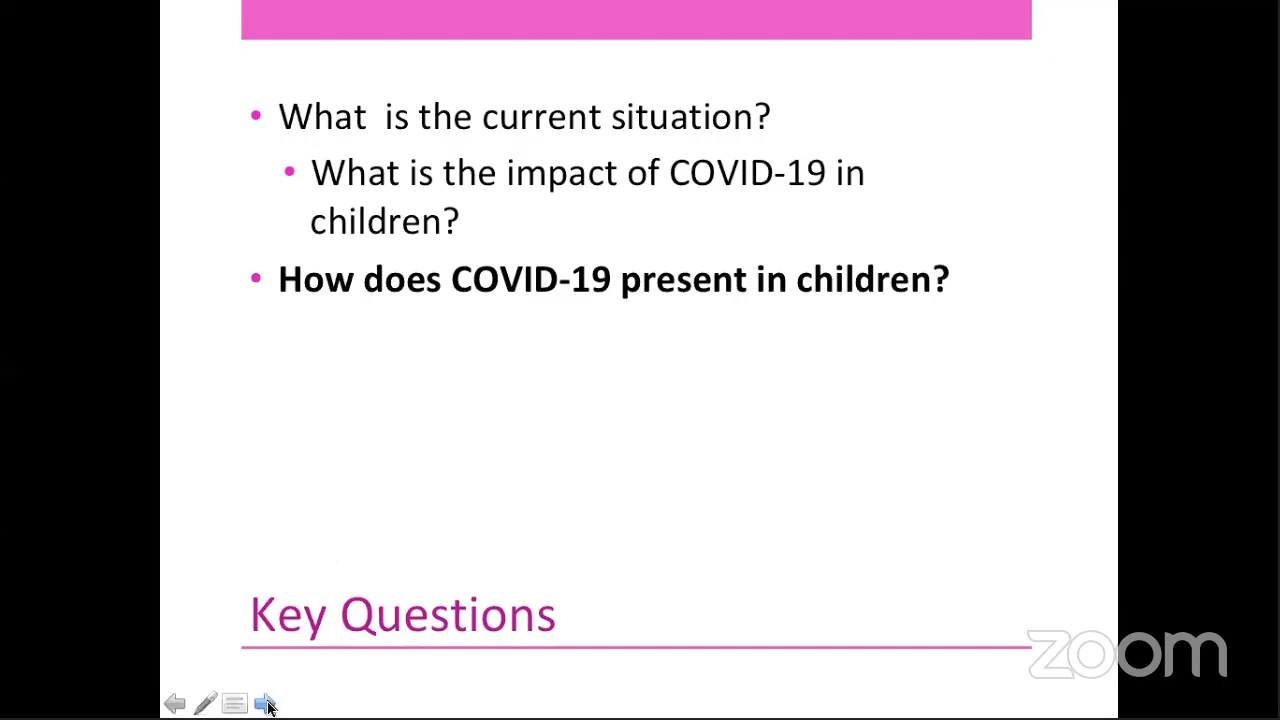 • What  is the current situation?
• What is the impact of COVID-19 in
children?
• How does COVID-19 present in children?
Key Questions
zoom